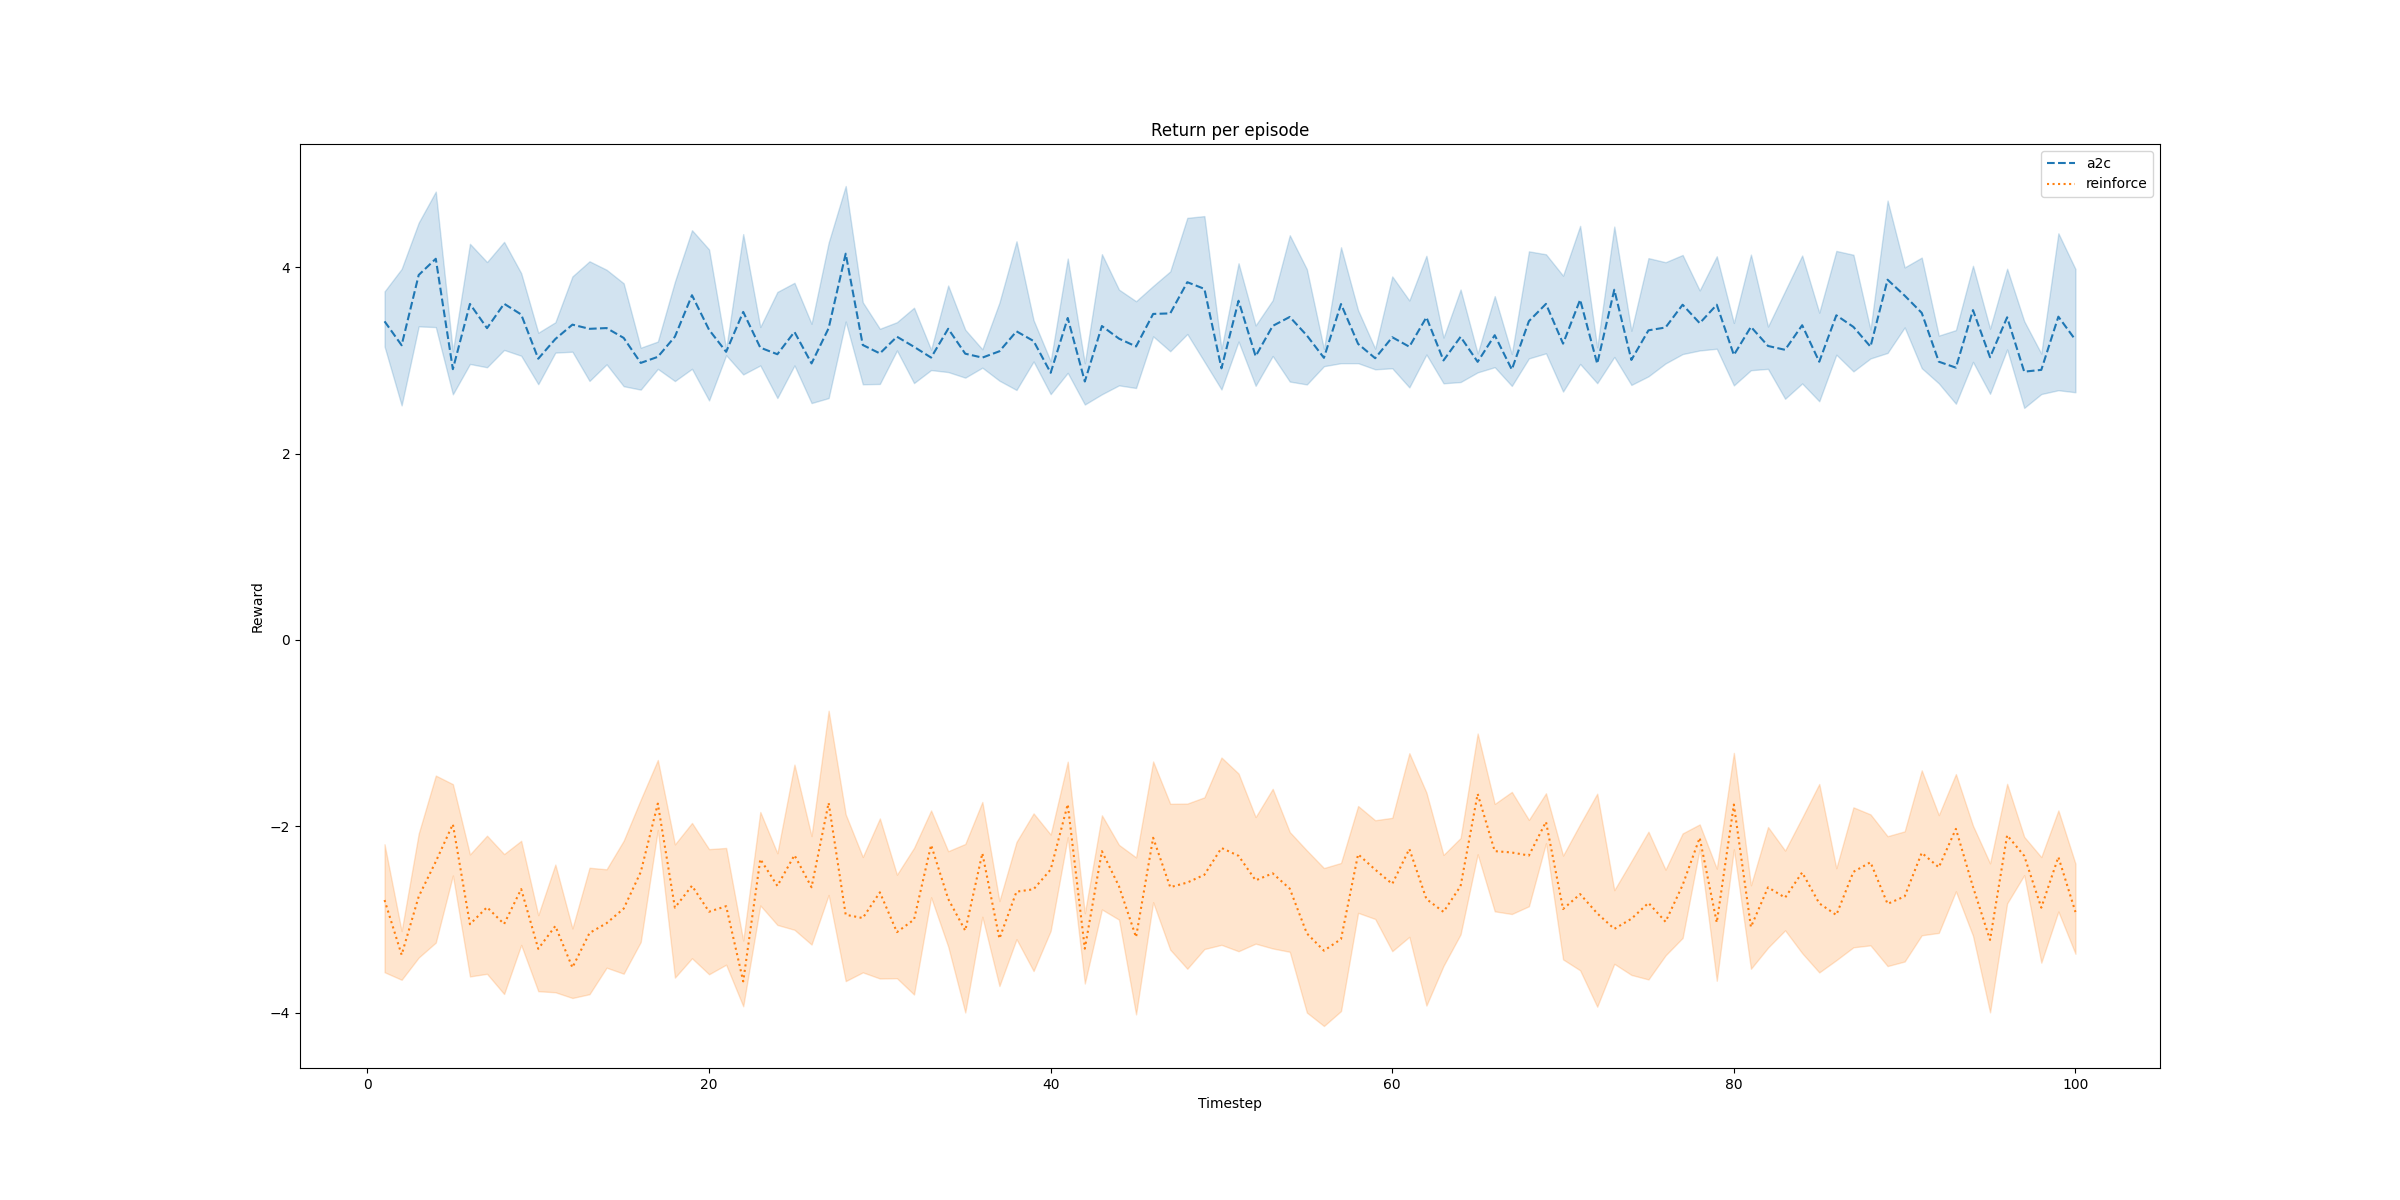 Return per episode
a2c
reinforce
4
2
0
−2
−4
Reward
0 20 40 60 80 100
Timestep